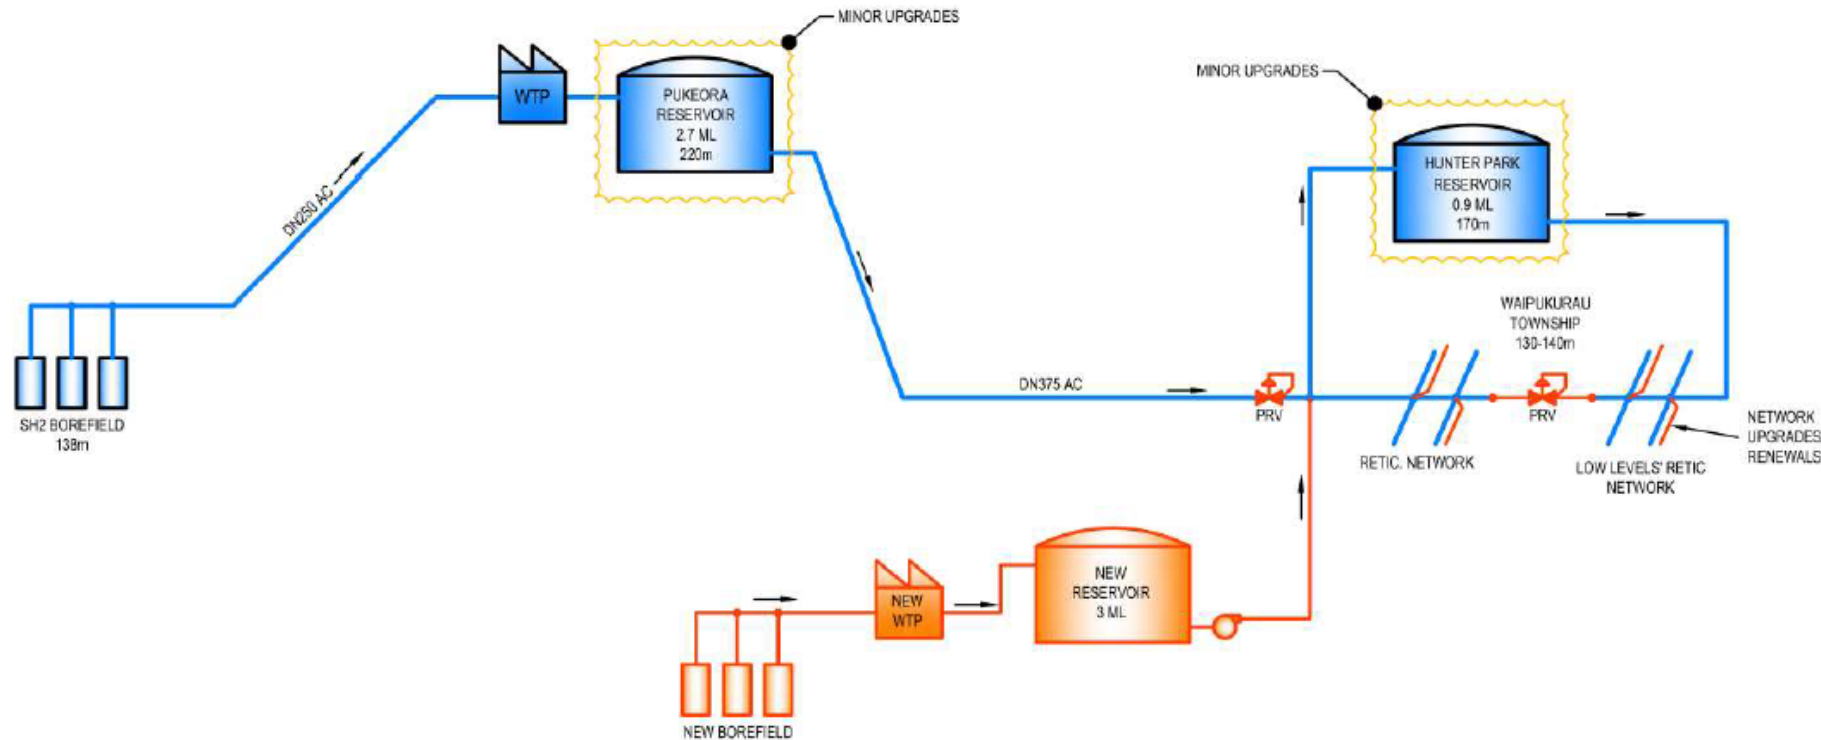 MINOR UPGRADES
WTP
PUKEORA
RESERVOIR
2.7 ML
220m
MINOR UPGRADES
HUNTER PARK
RESERVOIR
0.9 ML
170m
DN250 AC
SH2 BOREFIELD
138m
DN375 AC
PRV
WAIPUKURAU
TOWNSHIP
130-140m
PRV
RETIC. NETWORK
LOW LEVELS' RETIC
NETWORK
NETWORK
UPGRADES
RENEWALS
NEW
WTP
NEW
RESERVOIR
3 ML
NEW BOREFIELD